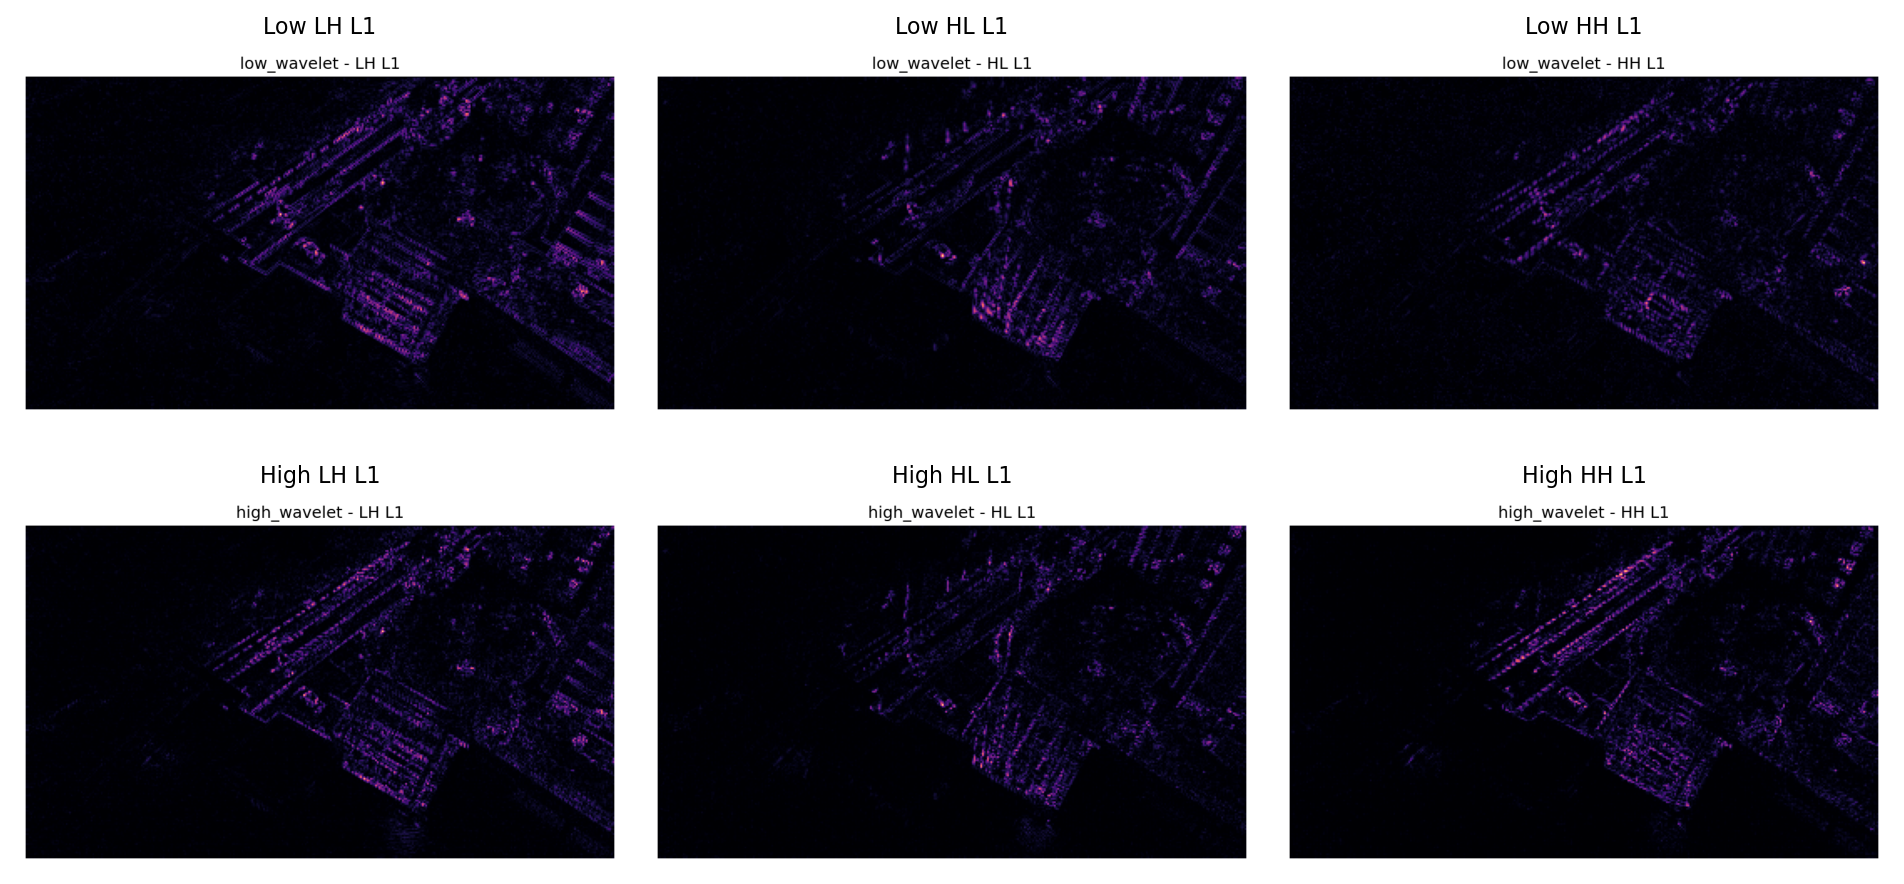 Low LH L1
Low HL L1
Low HH L1
low_wavelet - LH L1
low_wavelet - HL L1
low_wavelet - HH L1
High LH L1
High HL L1
High HH L1
high_wavelet - LH L1
high_wavelet - HL L1
high_wavelet - HH L1